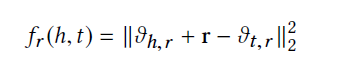 f_r(h, t) = ‖ϑ_{h,r} + r − ϑ_{t,r}‖_2^2